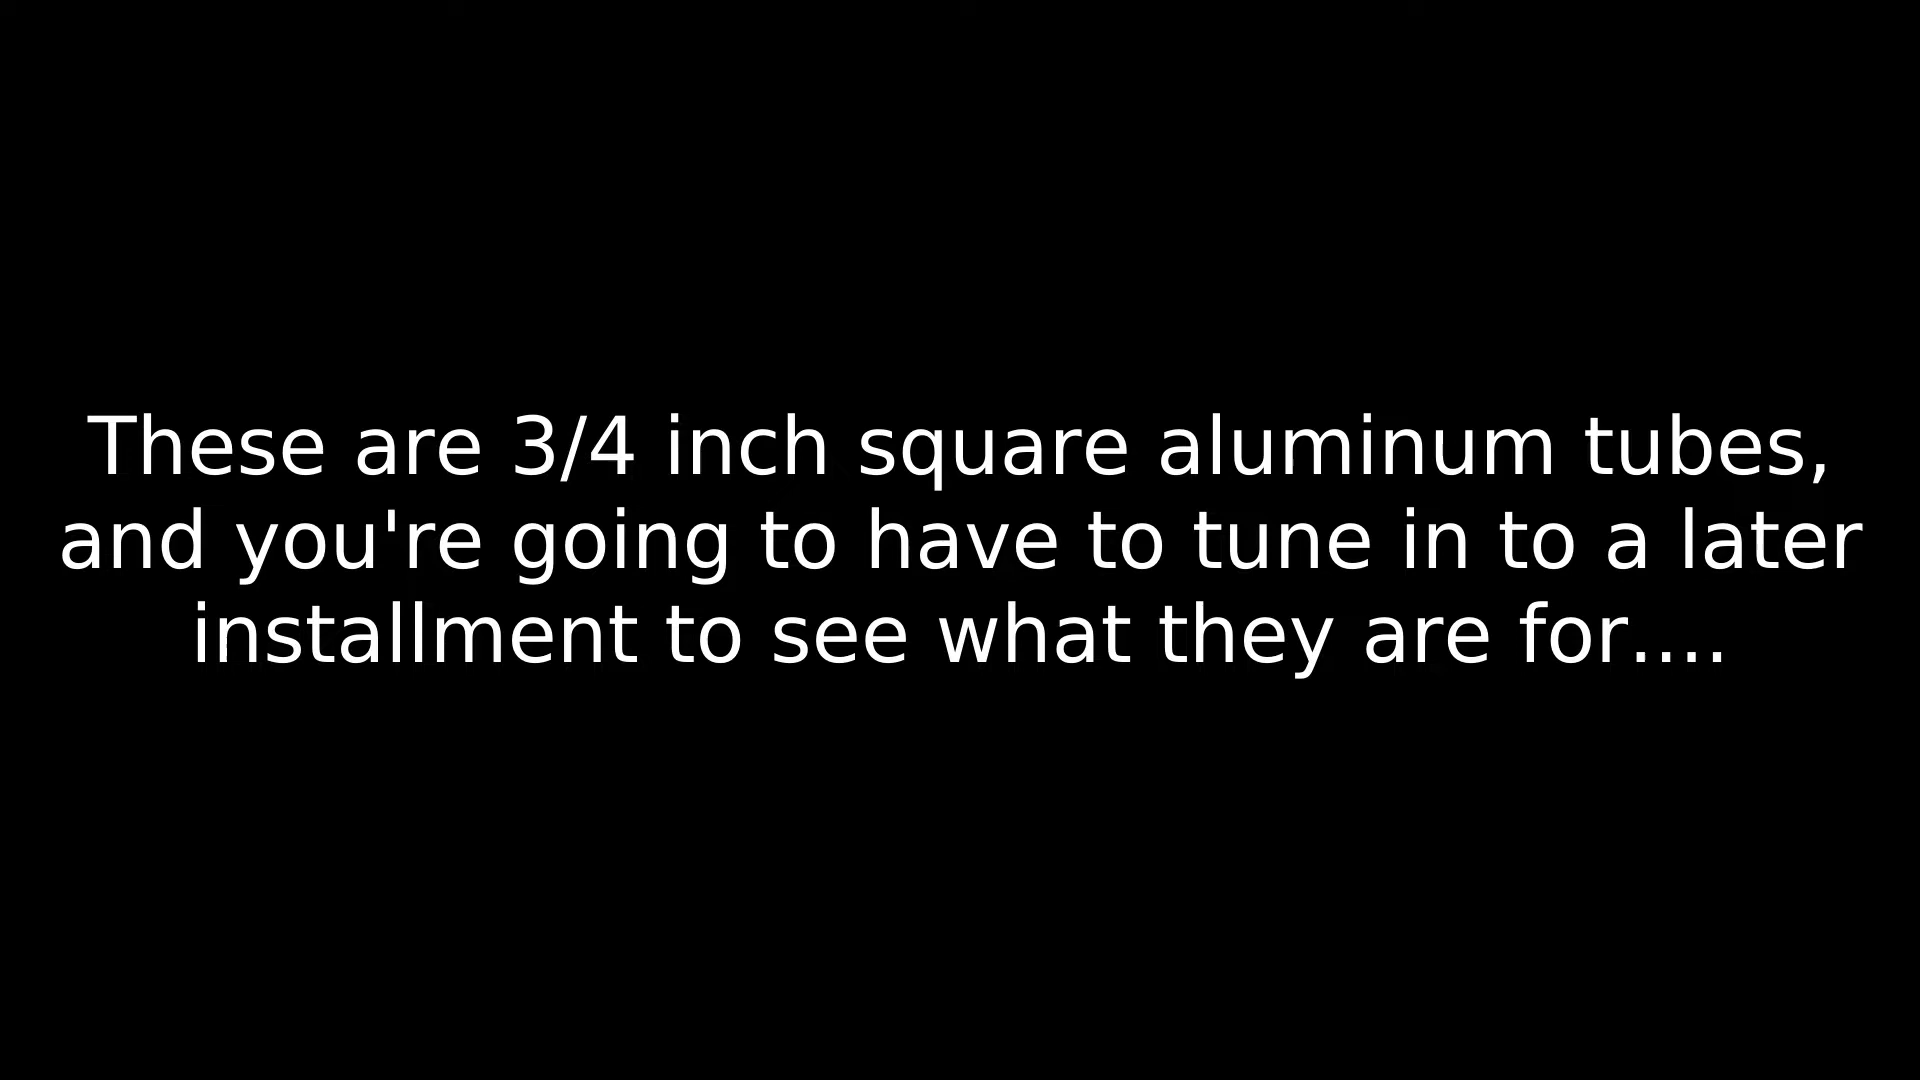 These are 3/4 inch square aluminum tubes,
and you're going to have to tune in to a later
installment to see what they are for....